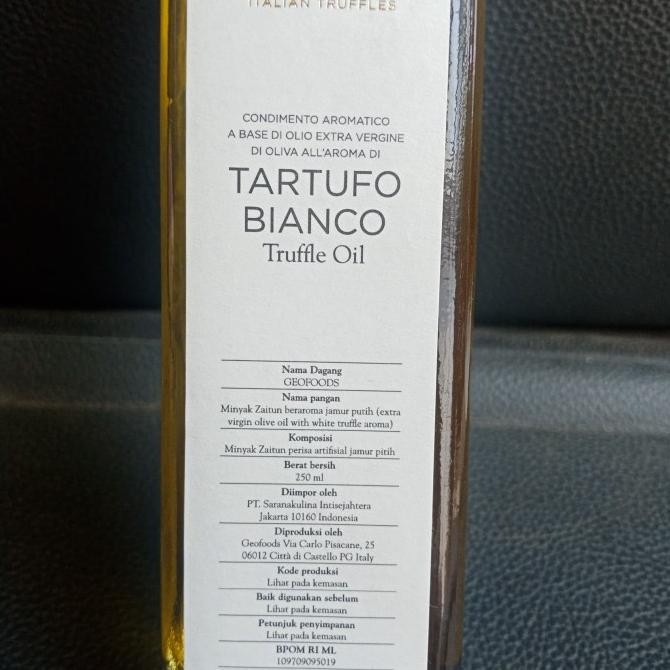 ITALIAN TRUFFLES
CONDIMENTO AROMATICO
A BASE DI OLIO EXTRA VERGINE
DI OLIVA ALL'AROMA DI
TARTUFO
BIANCO
Truffle Oil
Nama Dagang
GEOFOODS
Nama pangan
Minyak Zaitun beraroma jamur putih (extra
virgin olive oil with white truffle aroma)
Komposisi
Minyak Zaitun perisa artifisial jamur pitih
Berat bersih
250 ml
Diimpor oleh
PT. Saranakulina Intisejahtera
Jakarta 10160 Indonesia
Diproduksi oleh
Geofoods Via Carlo Pisacane, 25
06012 Città di Castello PG Italy
Kode produksi
Lihat pada kemasan
Baik digunakan sebelum
Lihat pada kemasan
Petunjuk penyimpanan
Lihat pada kemasan
BPOM RI ML
109709095019